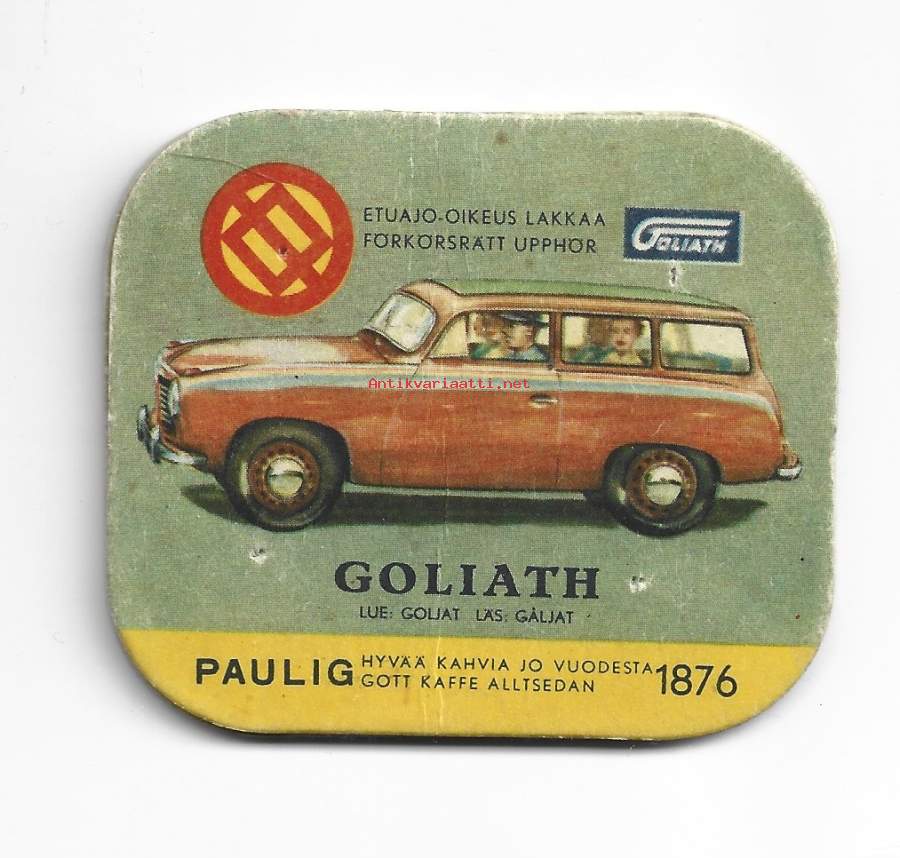 ETUAJO-OIKEUS LAKKAA
FÖRKÖRSRÄTT UPPHÖR
GOLIATH
Antikvariaatti.net
GOLIATH
LUE: GOLJAT LÄS: GÅLJAT
PAULIG HYVÄÄ KAHVIA JO VUODESTA 1876
GOTT KAFFE ALLTSEDAN